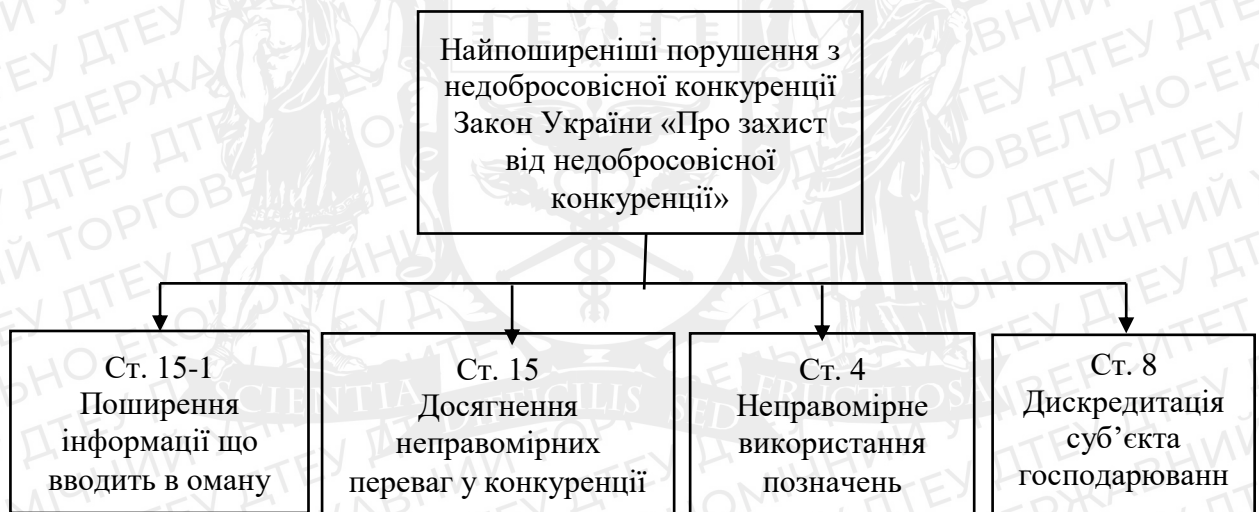 Найпоширеніші порушення з
недобросовісної конкуренції
Закон України «Про захист
від недобросовісної
конкуренції»
Ст. 15-1
Поширення
інформації що
вводить в оману
Ст. 15
Досягнення
неправомірних
переваг у конкуренції
Ст. 4
Неправомірне
використання
позначень
Ст. 8
Дискредитація
суб’єкта
господарюванн